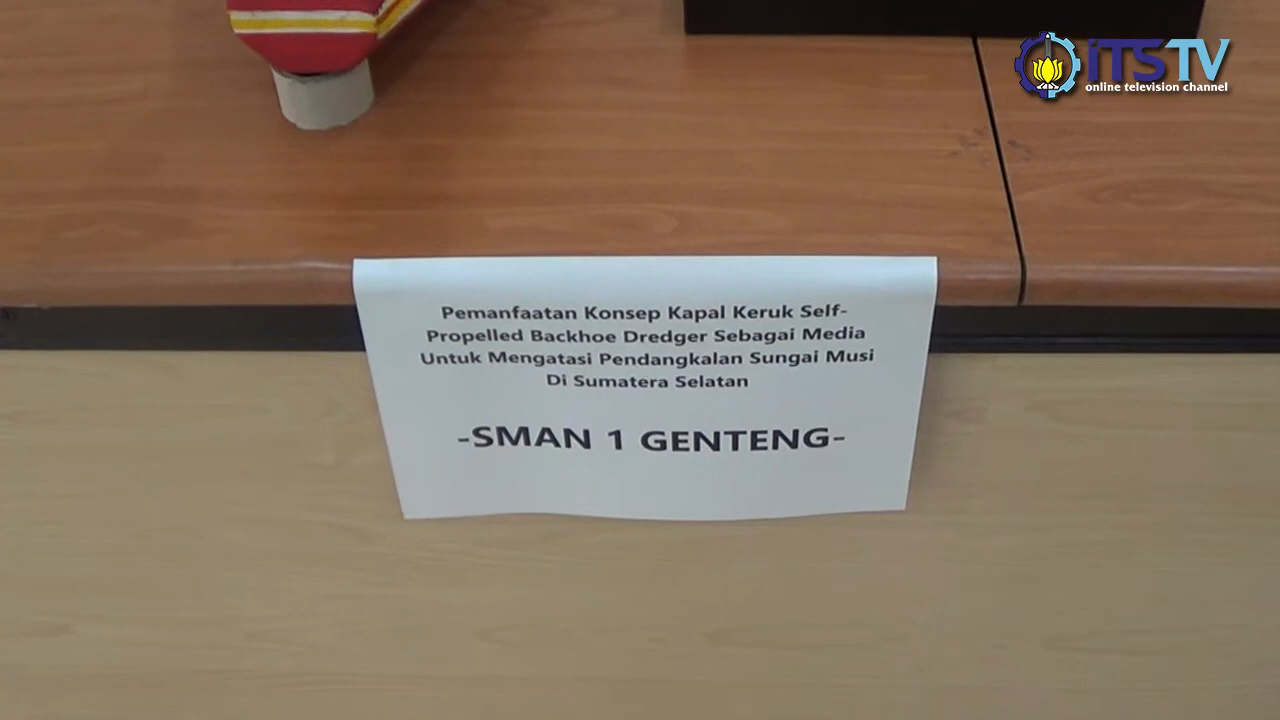 iTSTV
online television channel
Pemanfaatan Konsep Kapal Keruk Self-
Propelled Backhoe Dredger Sebagai Media
Untuk Mengatasi Pendangkalan Sungai Musi
Di Sumatera Selatan
-SMAN 1 GENTENG-